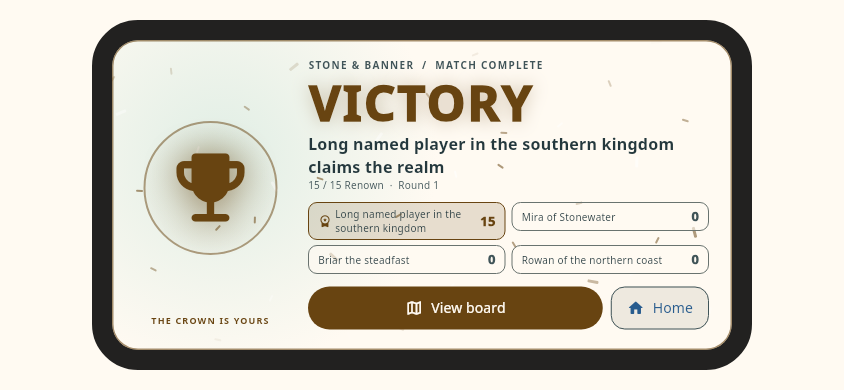 STONE & BANNER / MATCH COMPLETE
VICTORY
Long named player in the southern kingdom
claims the realm
15 / 15 Renown · Round 1
Long named player in the
southern kingdom
15
Mira of Stonewater
0
Briar the steadfast
0
Rowan of the northern coast
0
THE CROWN IS YOURS
View board
Home